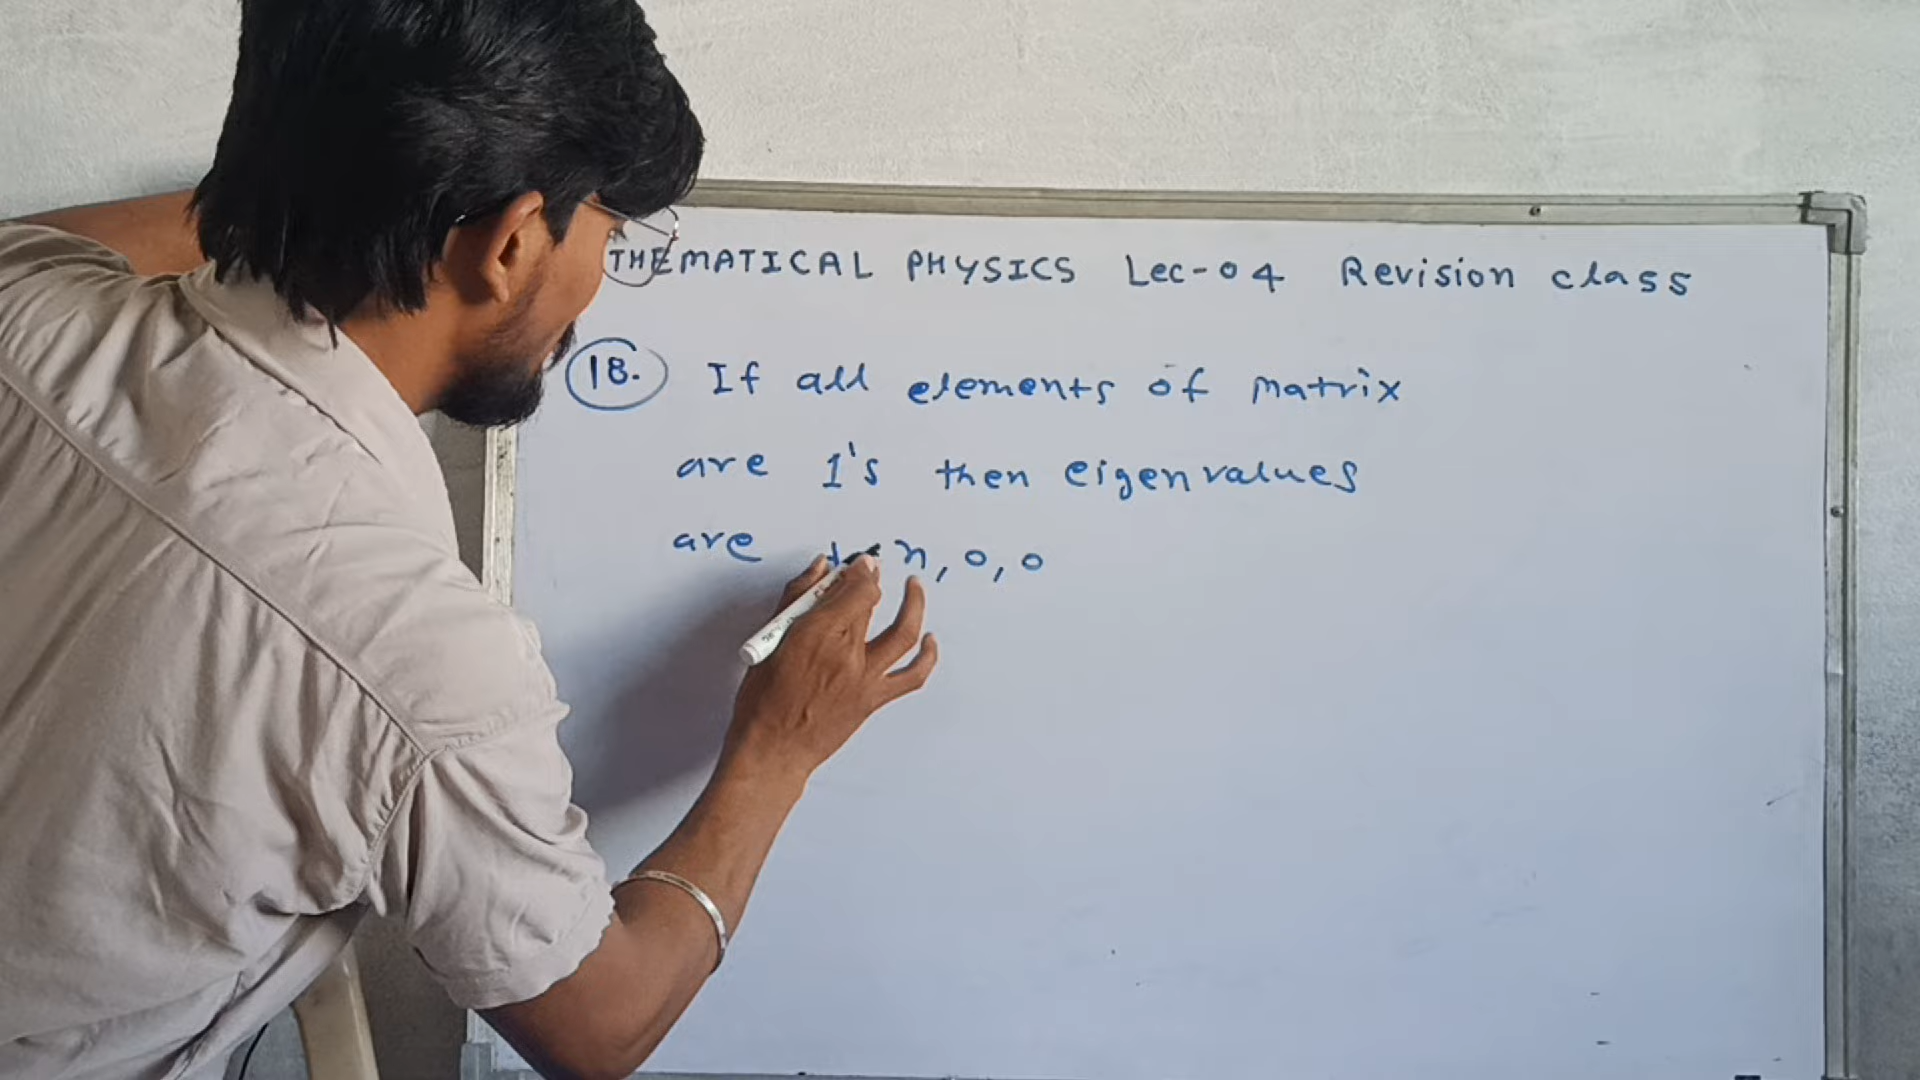 THEMATICAL PHYSICS Lec-04 Revision class
18. If all elements of matrix
are 1's then eigenvalues
are n, 0, 0